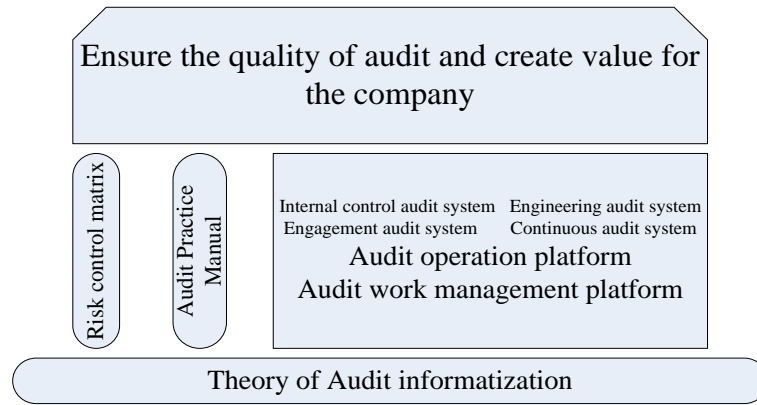 Ensure the quality of audit and create value for
the company
Risk control matrix
Audit Practice
Manual
Internal control audit system Engineering audit system
Engagement audit system Continuous audit system
Audit operation platform
Audit work management platform
Theory of Audit informatization